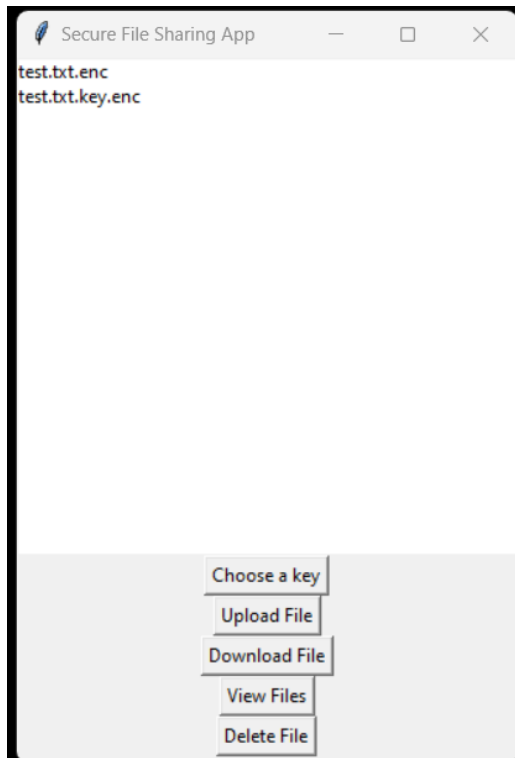 Secure File Sharing App
test.txt.enc
test.txt.key.enc
Choose a key
Upload File
Download File
View Files
Delete File